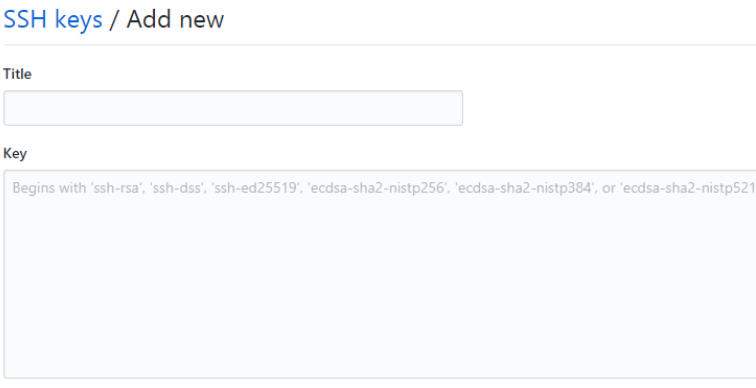 SSH keys / Add new
Title
Key
Begins with 'ssh-rsa', 'ssh-dss', 'ssh-ed25519', 'ecdsa-sha2-nistp256', 'ecdsa-sha2-nistp384', or 'ecdsa-sha2-nistp521